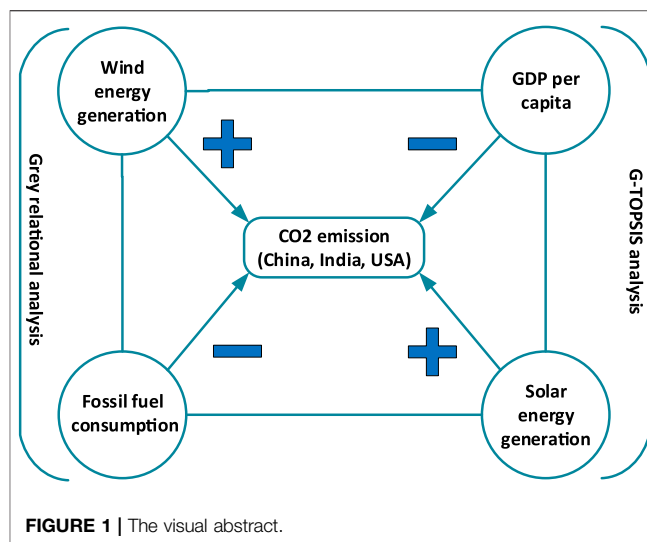 Wind
energy
generation
GDP per
capita
Grey relational analysis
G-TOPSIS analysis
CO2 emission
(China, India, USA)
Fossil fuel
consumption
Solar
energy
generation
FIGURE 1 | The visual abstract.